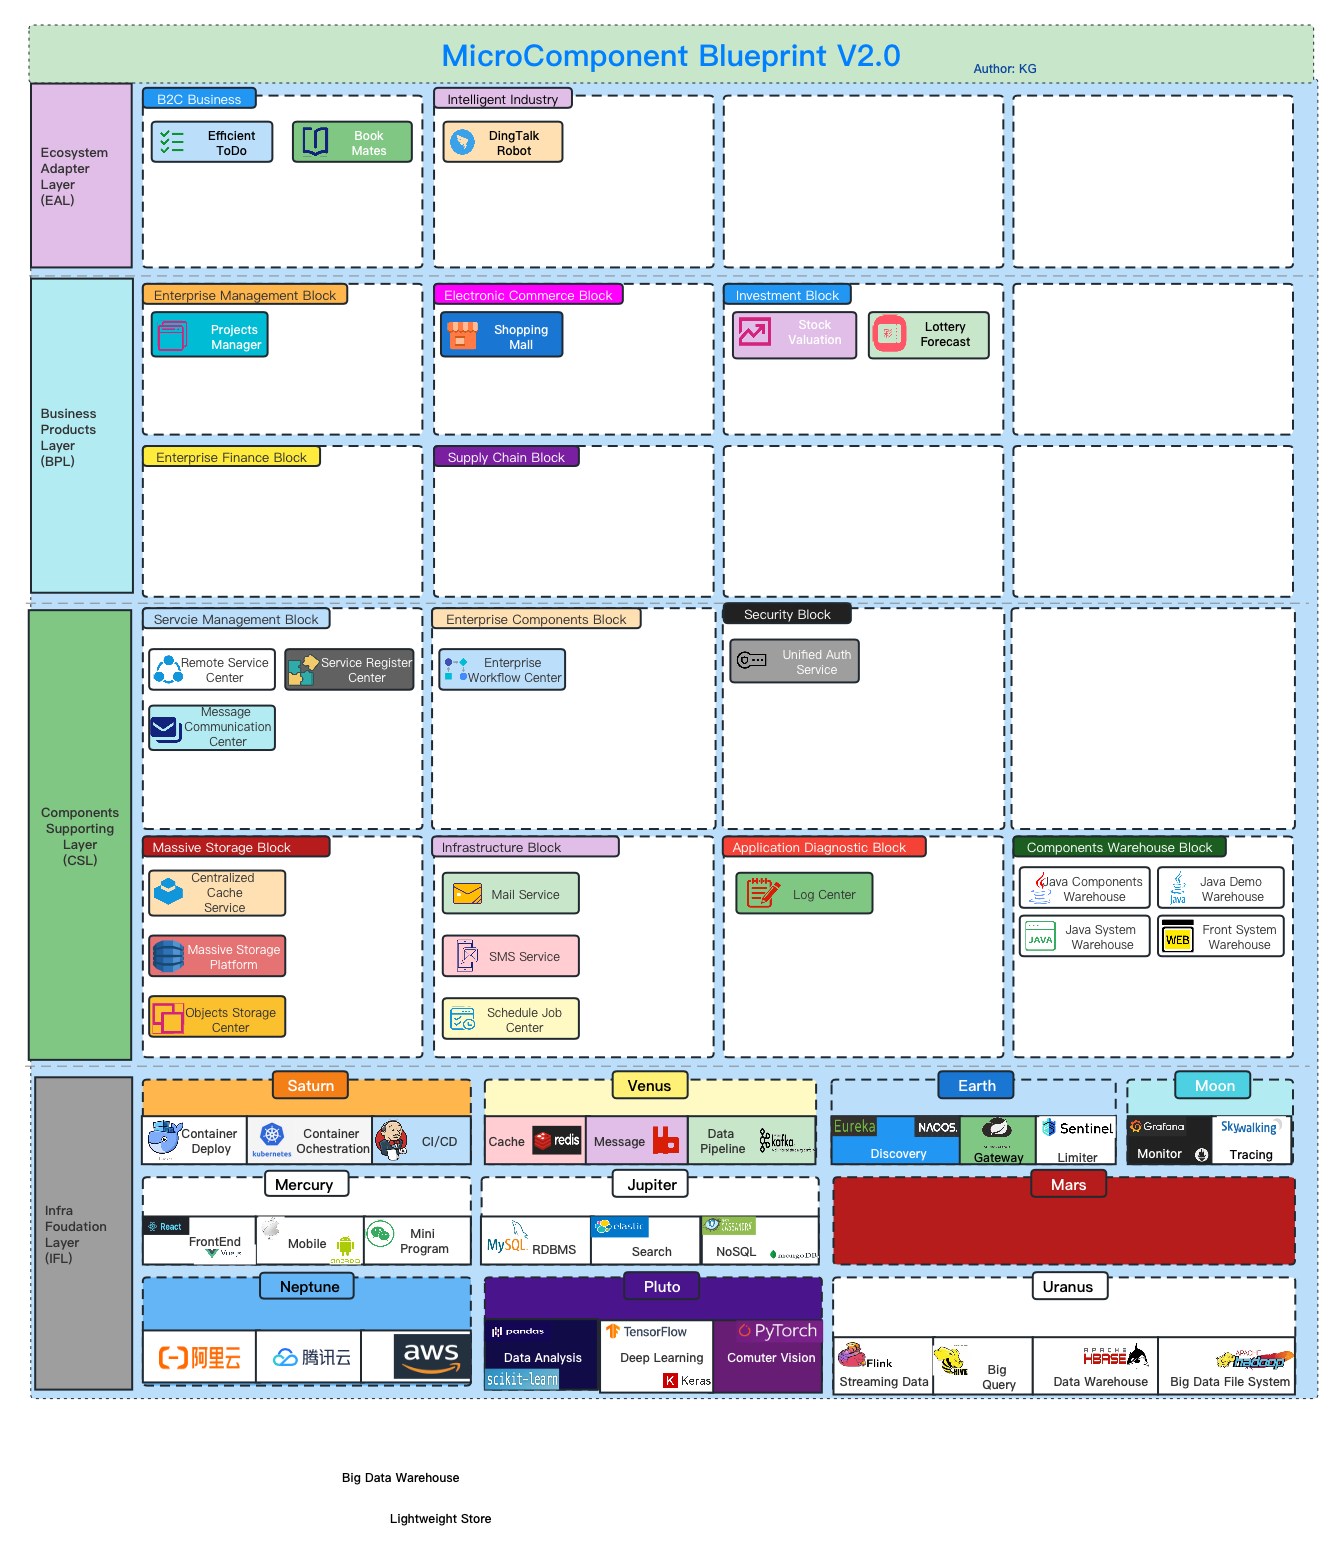 MicroComponent Blueprint V2.0
Author: KG
Ecosystem
Adapter
Layer
(EAL)
B2C Business
Efficient
ToDo
Book
Mates
Intelligent Industry
DingTalk
Robot
Business
Products
Layer
(BPL)
Enterprise Management Block
Projects
Manager
Electronic Commerce Block
Shopping
Mall
Investment Block
Stock
Valuation
Lottery
Forecast
Enterprise Finance Block
Supply Chain Block
Components
Supporting
Layer
(CSL)
Servcie Management Block
Remote Service
Center
Service Register
Center
Message
Communication
Center
Enterprise Components Block
Enterprise
Workflow Center
Security Block
Unified Auth
Service
Massive Storage Block
Centralized
Cache
Service
Massive Storage
Platform
Objects Storage
Center
Infrastructure Block
Mail Service
SMS Service
Schedule Job
Center
Application Diagnostic Block
Log Center
Components Warehouse Block
Java Components
Warehouse
Java
Java Demo
Warehouse
JAVA
Java System
Warehouse
WEB
Front System
Warehouse
Infra
Foudation
Layer
(IFL)
Saturn
Container
Deploy
kubernetes
Container
Ochestration
CI/CD
Venus
Cache
redis
Message
Data
Pipeline
kafka
Earth
Eureka
NACOS.
Discovery
Gateway
Sentinel
Limiter
Moon
Grafana
Monitor
Skywalking
Tracing
Mercury
React
FrontEnd
Vue.js
Mobile
ANDROID
Mini
Program
Jupiter
MySQL
RDBMS
elastic
Search
cassandra
NoSQL
mongoDB
Mars
Neptune
阿里云
腾讯云
aws
Pluto
pandas
Data Analysis
scikit-learn
TensorFlow
Deep Learning
K Keras
PyTorch
Comuter Vision
Uranus
Flink
Streaming Data
HIVE
Big
Query
APACHE
HBASE
Data Warehouse
APACHE
hadoop
Big Data File System
Big Data Warehouse
Lightweight Store